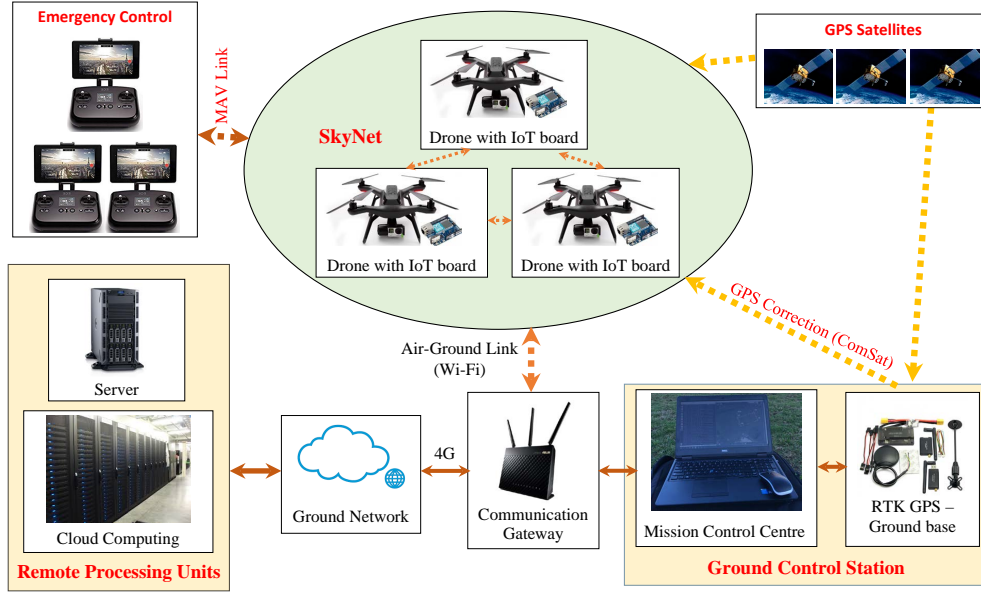 Emergency Control
MAV Link
SkyNet
Drone with IoT board
Drone with IoT board
Drone with IoT board
GPS Satellites
GPS Correction (ComSat)
Air-Ground Link
(Wi-Fi)
Server
Cloud Computing
Remote Processing Units
Ground Network
4G
Communication
Gateway
Mission Control Centre
RTK GPS –
Ground base
Ground Control Station